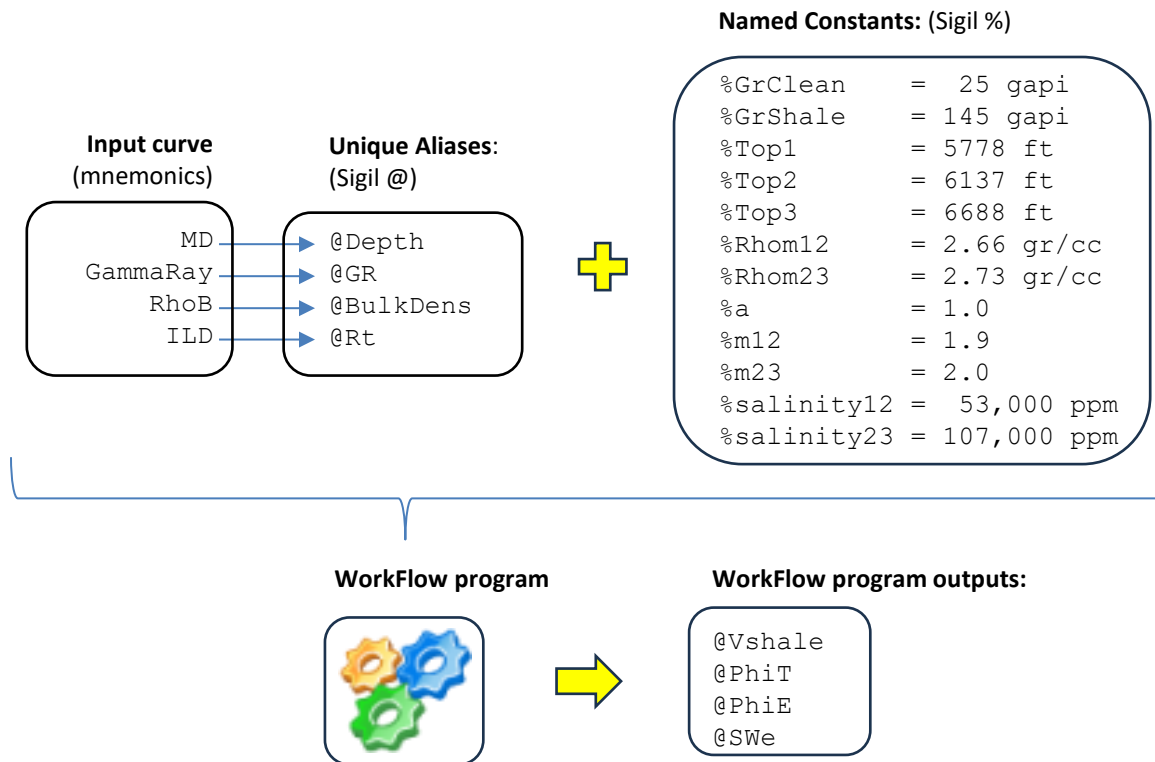 Named Constants: (Sigil %)
%GrClean = 25 gapi
%GrShale = 145 gapi
%Top1 = 5778 ft
%Top2 = 6137 ft
%Top3 = 6688 ft
%Rhom12 = 2.66 gr/cc
%Rhom23 = 2.73 gr/cc
%a = 1.0
%m12 = 1.9
%m23 = 2.0
%salinity12 = 53,000 ppm
%salinity23 = 107,000 ppm
Input curve
(mnemonics)
MD
GammaRay
RhoB
ILD
Unique Aliases:
(Sigil @)
@Depth
@GR
@BulkDens
@Rt
WorkFlow program
WorkFlow program outputs:
@Vshale
@PhiT
@PhiE
@SWe